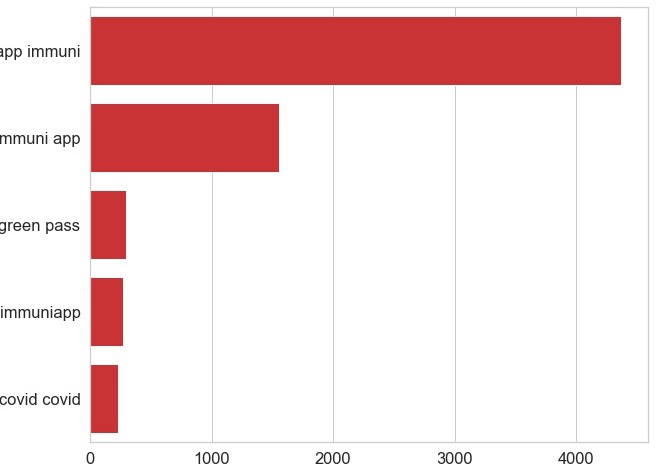 app immuni
mmuni app
green pass
immuniapp
covid covid
0 1000 2000 3000 4000